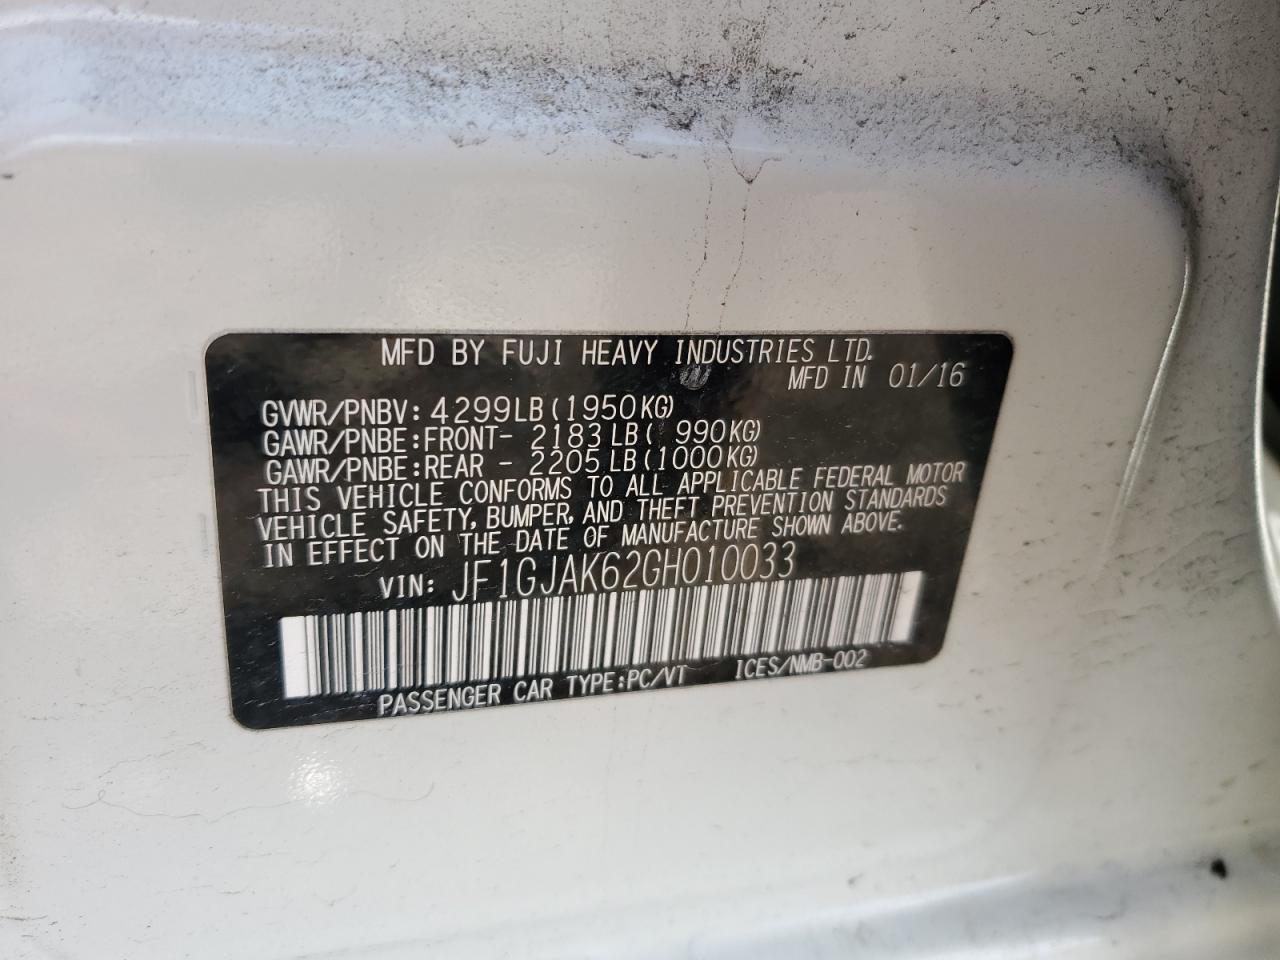 MFD BY FUJI HEAVY INDUSTRIES LTD.
MFD IN 01/16
GVWR/PNBV: 4299LB(1950KG)
GAWR/PNBE:FRONT- 2183LB( 990KG)
GAWR/PNBE:REAR - 2205LB(1000KG)
THIS VEHICLE CONFORMS TO ALL APPLICABLE FEDERAL MOTOR
VEHICLE SAFETY, BUMPER, AND THEFT PREVENTION STANDARDS
IN EFFECT ON THE DATE OF MANUFACTURE SHOWN ABOVE.
VIN: JF1GJAK62GH010033
PASSENGER CAR TYPE:PC/VT ICES/NMB-002